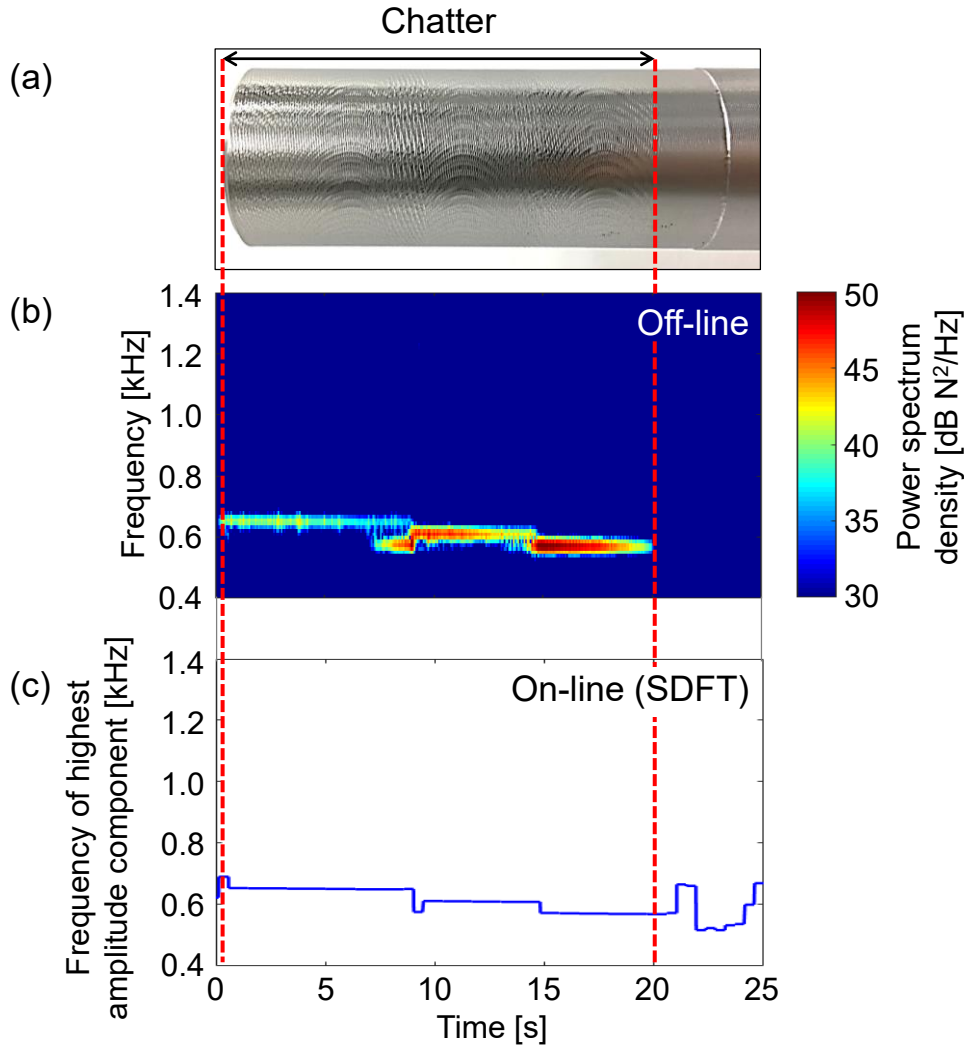 Chatter
(a)
(b)
1.4
1.2
1.0
0.8
0.6
0.4
Frequency [kHz]
Off-line
50
45
40
35
30
Power spectrum
density [dB N²/Hz]
(c)
1.4
1.2
1.0
0.8
0.6
0.4
Frequency of highest
amplitude component [kHz]
On-line (SDFT)
0 5 10 15 20 25
Time [s]